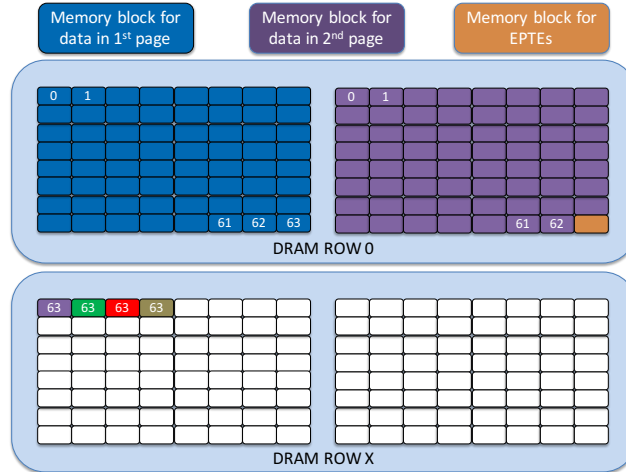 Memory block for
data in 1st page
Memory block for
data in 2nd page
Memory block for
EPTEs
0 1
0 1
61 62 63
61 62
DRAM ROW 0
63 63 63 63
DRAM ROW X